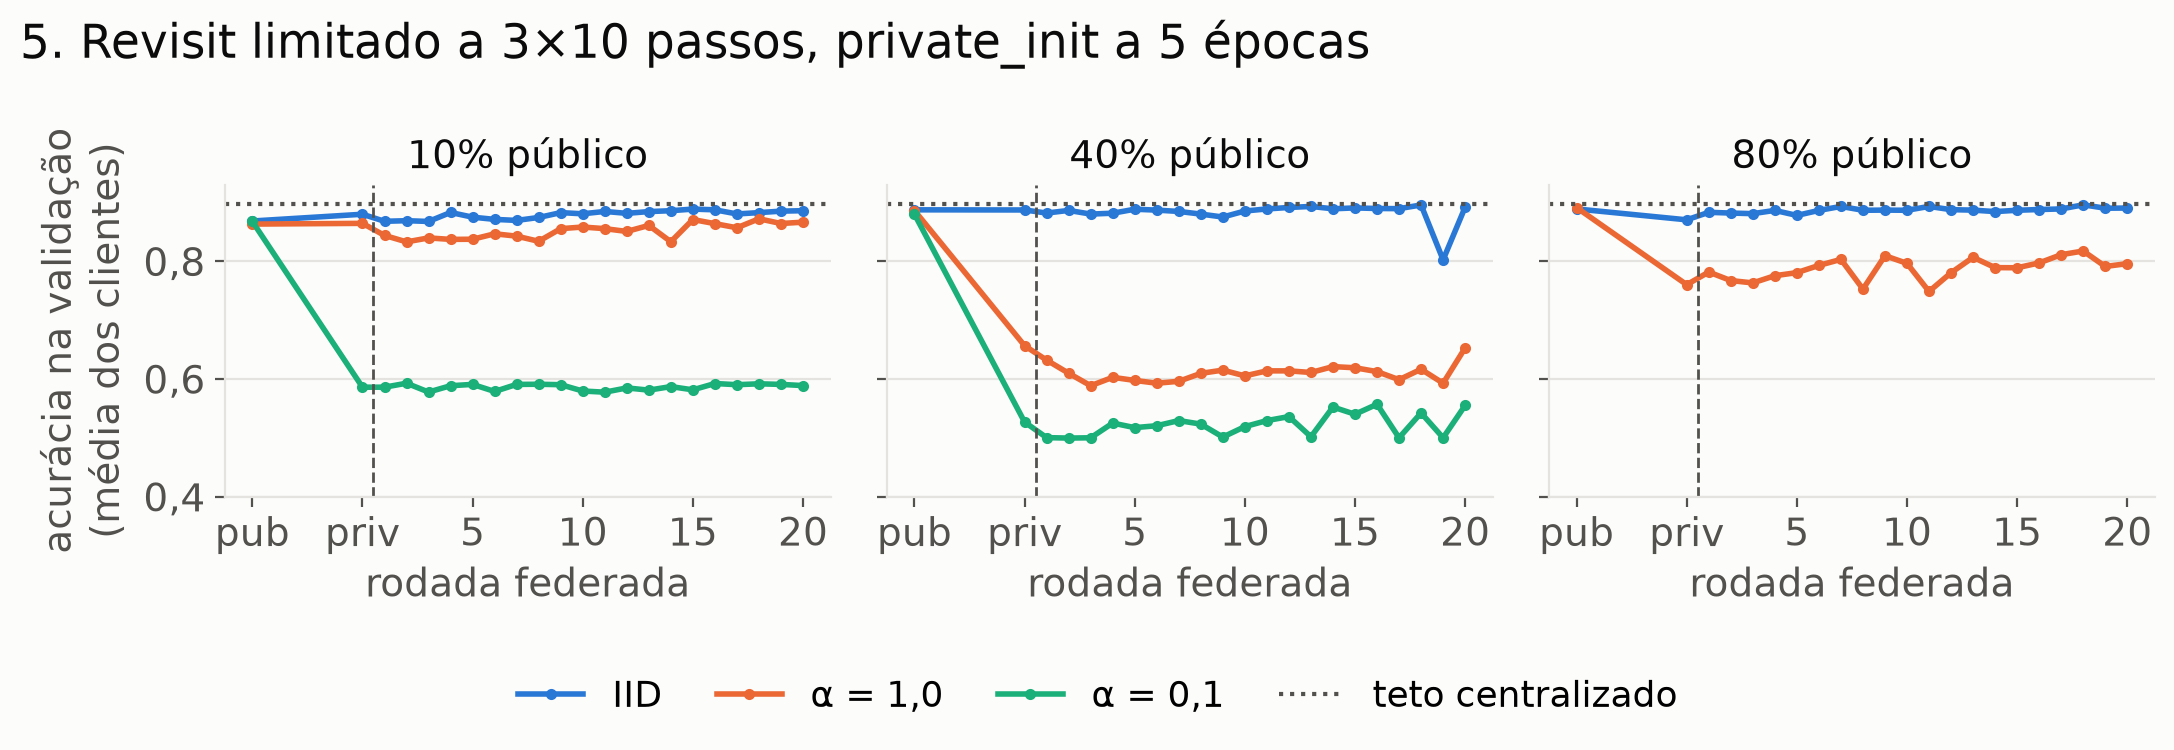 5. Revisit limitado a 3×10 passos, private_init a 5 épocas
10% público
40% público
80% público
acurácia na validação
(média dos clientes)
0,8
0,6
0,4
pub priv 5 10 15 20
pub priv 5 10 15 20
pub priv 5 10 15 20
rodada federada
rodada federada
rodada federada
IID
α = 1,0
α = 0,1
teto centralizado